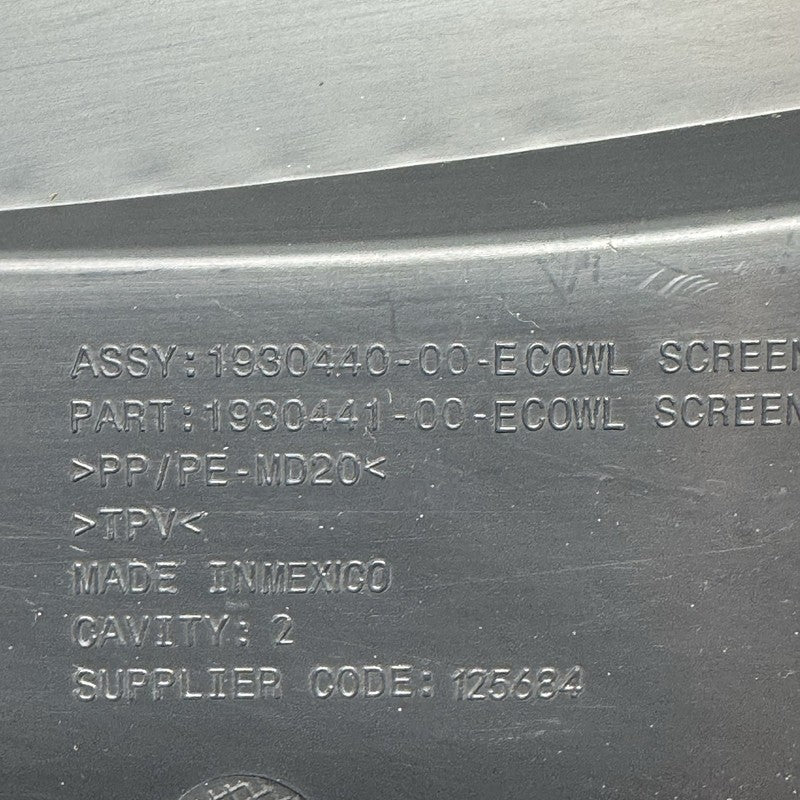 ASSY:1930440-00-E COWL SCREEN
PART:1930441-00-ECOWL SCREEN
>PP/PE-MD20<
>TPV<
MADE INMEXICO
CAVITY: 2
SUPPLIER CODE: 125684